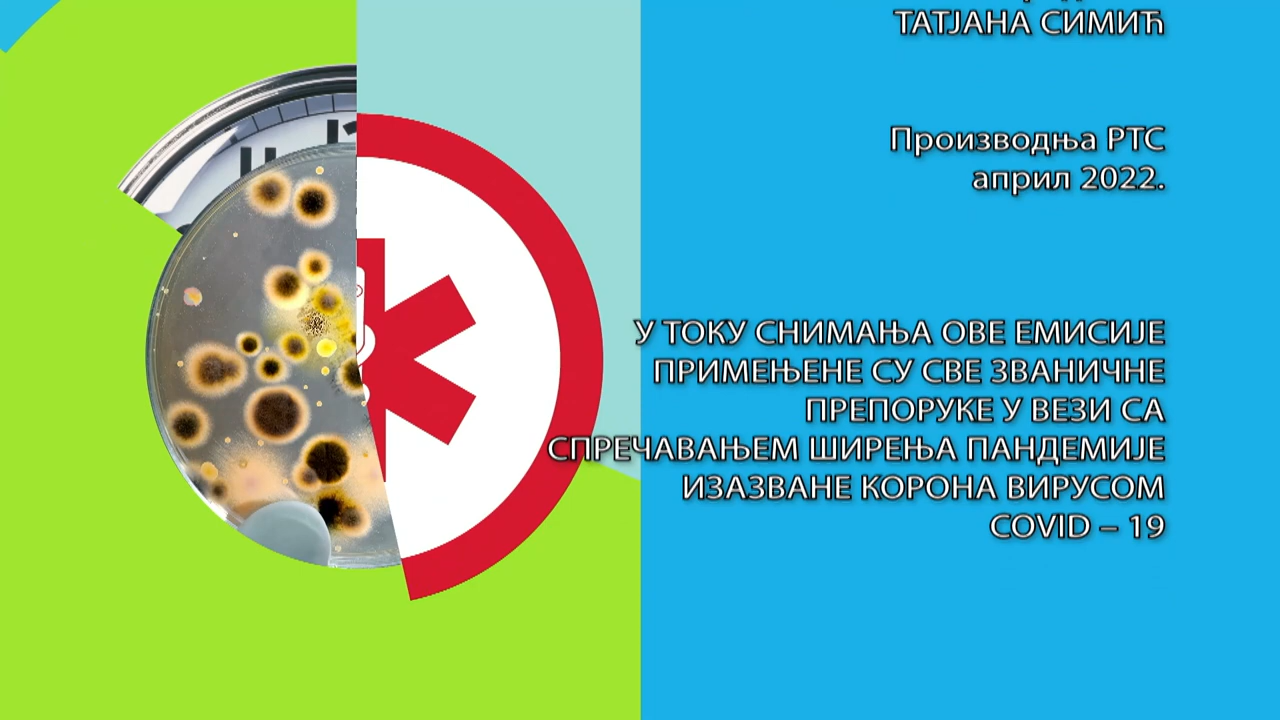 ТАТЈАНА СИМИЋ
Производња РТС
април 2022.
У ТОКУ СНИМАЊА ОВЕ ЕМИСИЈЕ
ПРИМЕЊЕНЕ СУ СВЕ ЗВАНИЧНЕ
ПРЕПОРУКЕ У ВЕЗИ СА
СПРЕЧАВАЊЕМ ШИРЕЊА ПАНДЕМИЈЕ
ИЗАЗВАНЕ КОРОНА ВИРУСОМ
COVID – 19